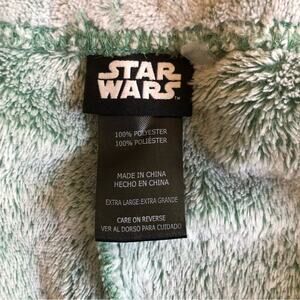 STAR
WARS
100% POLYESTER
100% POLIÉSTER
MADE IN CHINA
HECHO EN CHINA
EXTRA LARGE:EXTRA GRANDE
CARE ON REVERSE
VER AL DORSO PARA CUIDADO